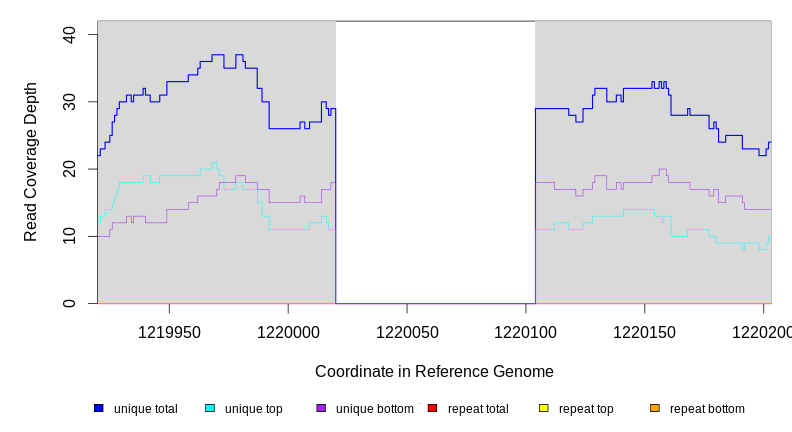 40
30
20
10
0
Read Coverage Depth
1219950 1220000 1220050 1220100 1220150 122020
Coordinate in Reference Genome
unique total unique top unique bottom repeat total repeat top repeat bottom